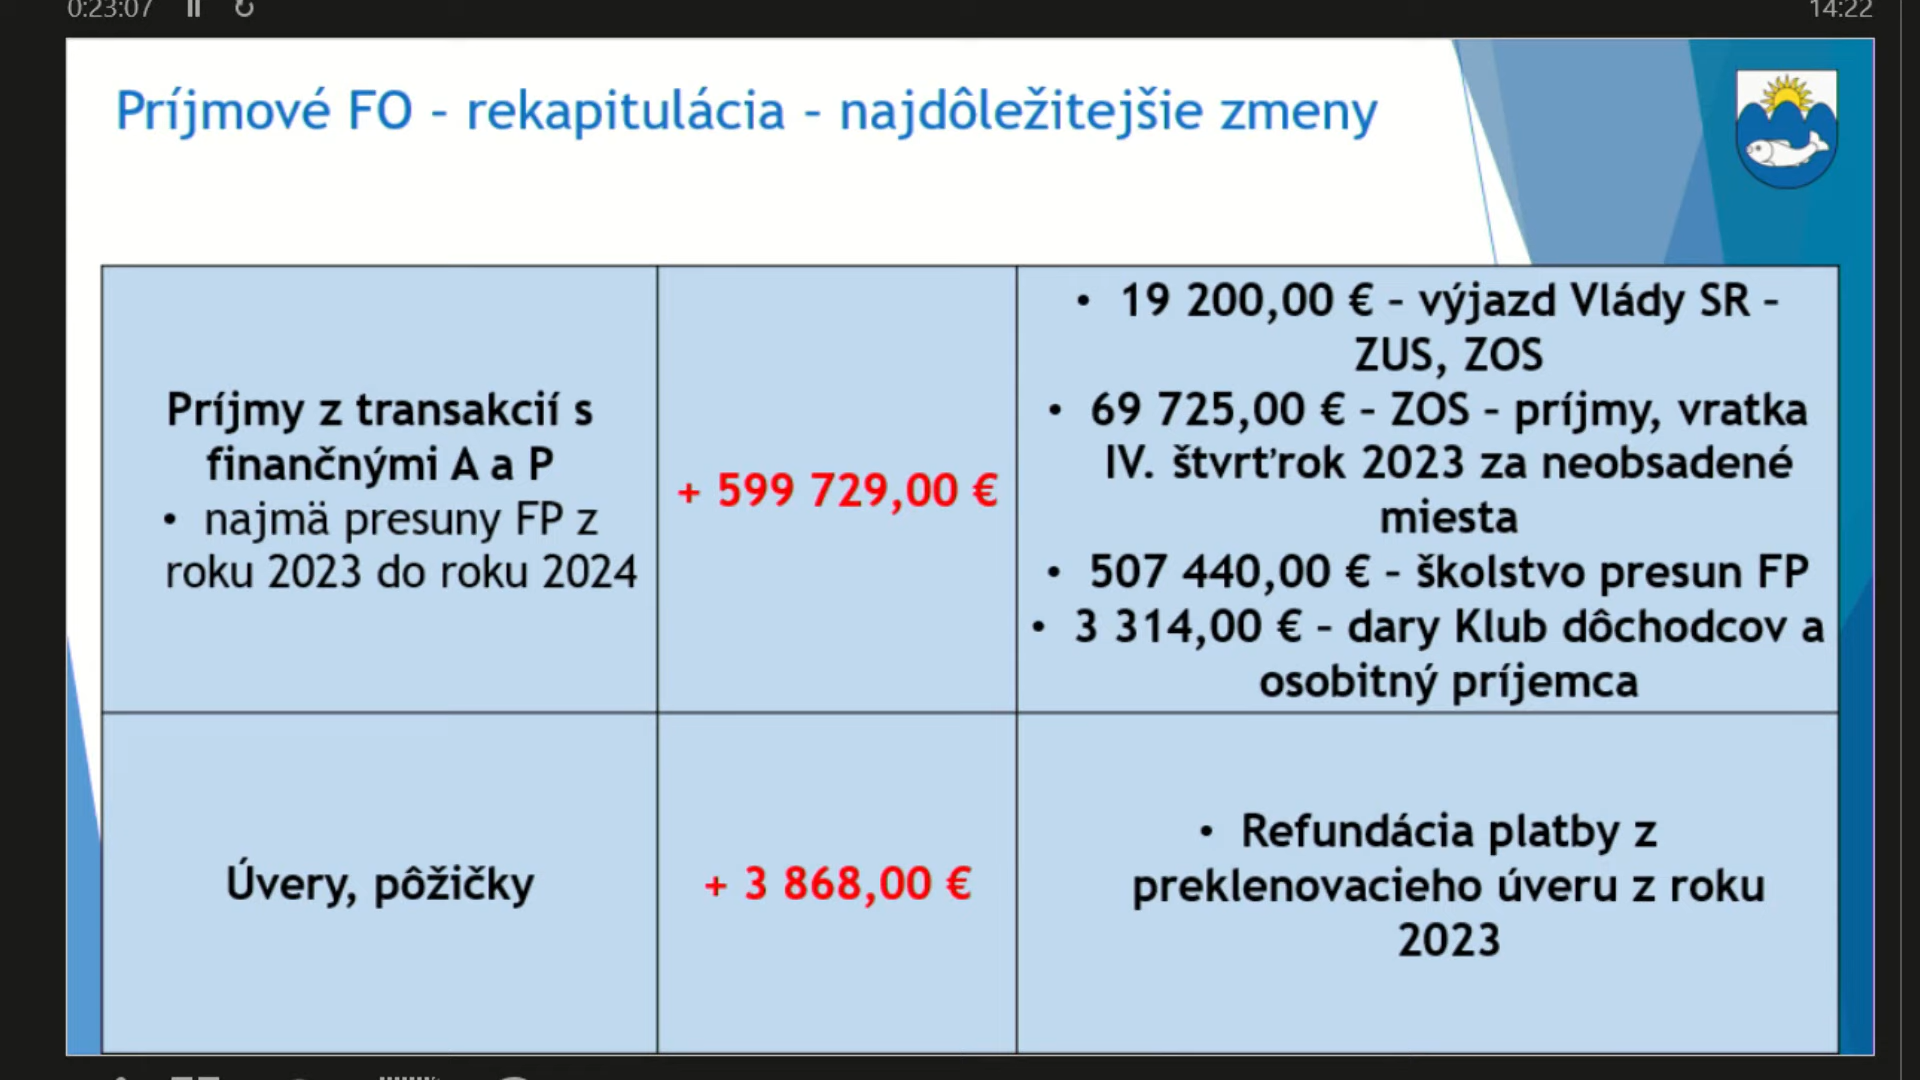 0:23:07
14:22
Príjmové FO – rekapitulácia – najdôležitejšie zmeny
Príjmy z transakcií s
finančnými A a P
• najmä presuny FP z
roku 2023 do roku 2024
+ 599 729,00 €
• 19 200,00 € – výjazd Vlády SR –
ZUS, ZOS
• 69 725,00 € – ZOS – príjmy, vratka
IV. štvrťrok 2023 za neobsadené
miesta
• 507 440,00 € – školstvo presun FP
• 3 314,00 € – dary Klub dôchodcov a
osobitný príjemca
Úvery, pôžičky
+ 3 868,00 €
• Refundácia platby z
preklenovacieho úveru z roku
2023